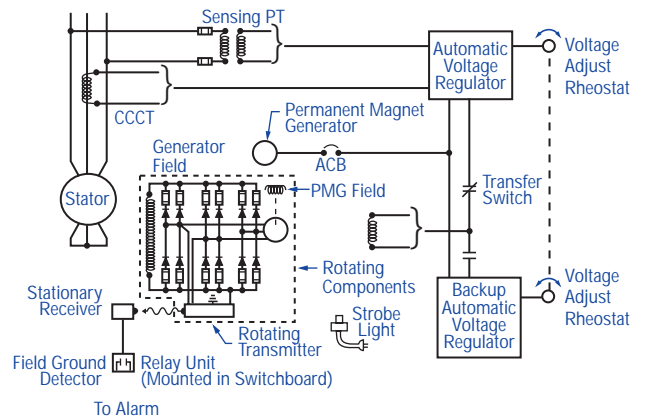 Sensing PT
Automatic
Voltage
Regulator
Voltage
Adjust
Rheostat
CCCT
Permanent Magnet
Generator
ACB
Generator
Field
PMG Field
Stator
Transfer
Switch
Rotating
Components
Stationary
Receiver
Strobe
Light
Rotating
Transmitter
Backup
Automatic
Voltage
Regulator
Voltage
Adjust
Rheostat
Field Ground
Detector
Relay Unit
(Mounted in Switchboard)
To Alarm